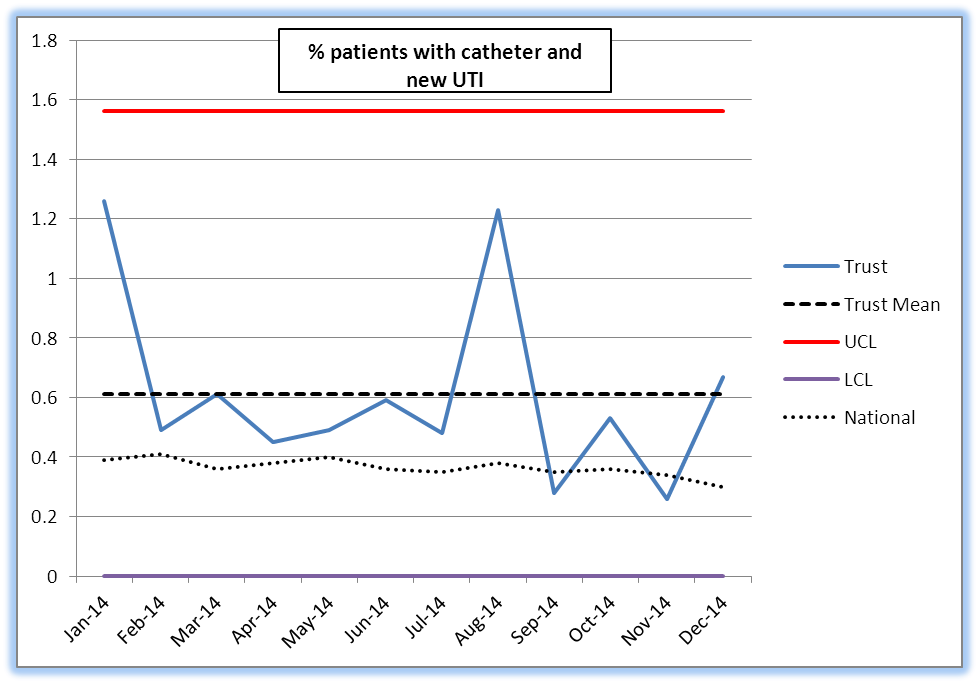 % patients with catheter and
new UTI
1.8
1.6
1.4
1.2
1
0.8
0.6
0.4
0.2
0
Jan-14
Feb-14
Mar-14
Apr-14
May-14
Jun-14
Jul-14
Aug-14
Sep-14
Oct-14
Nov-14
Dec-14
Trust
Trust Mean
UCL
LCL
National